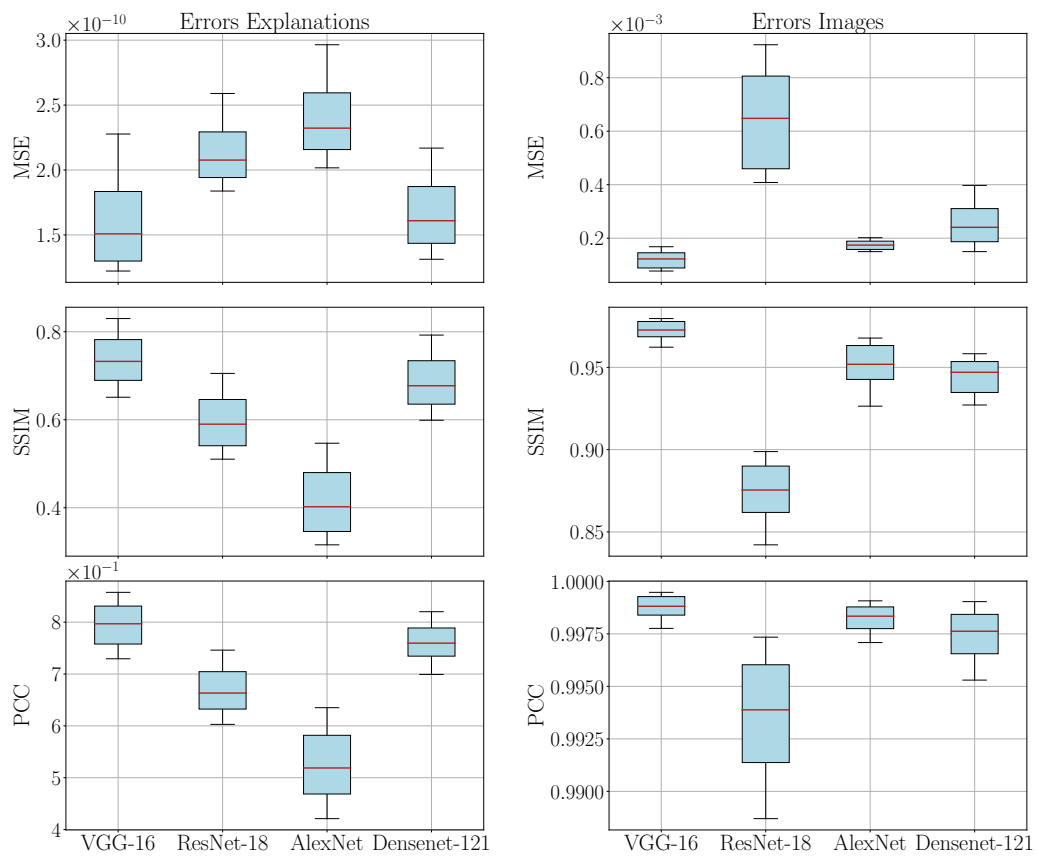 Errors Explanations
×10⁻¹⁰
MSE
3.0
2.5
2.0
1.5
SSIM
0.8
0.6
0.4
×10⁻¹
PCC
8
7
6
5
4
VGG-16 ResNet-18 AlexNet Densenet-121
Errors Images
×10⁻³
MSE
0.8
0.6
0.4
0.2
SSIM
0.95
0.90
0.85
PCC
1.0000
0.9975
0.9950
0.9925
0.9900
VGG-16 ResNet-18 AlexNet Densenet-121